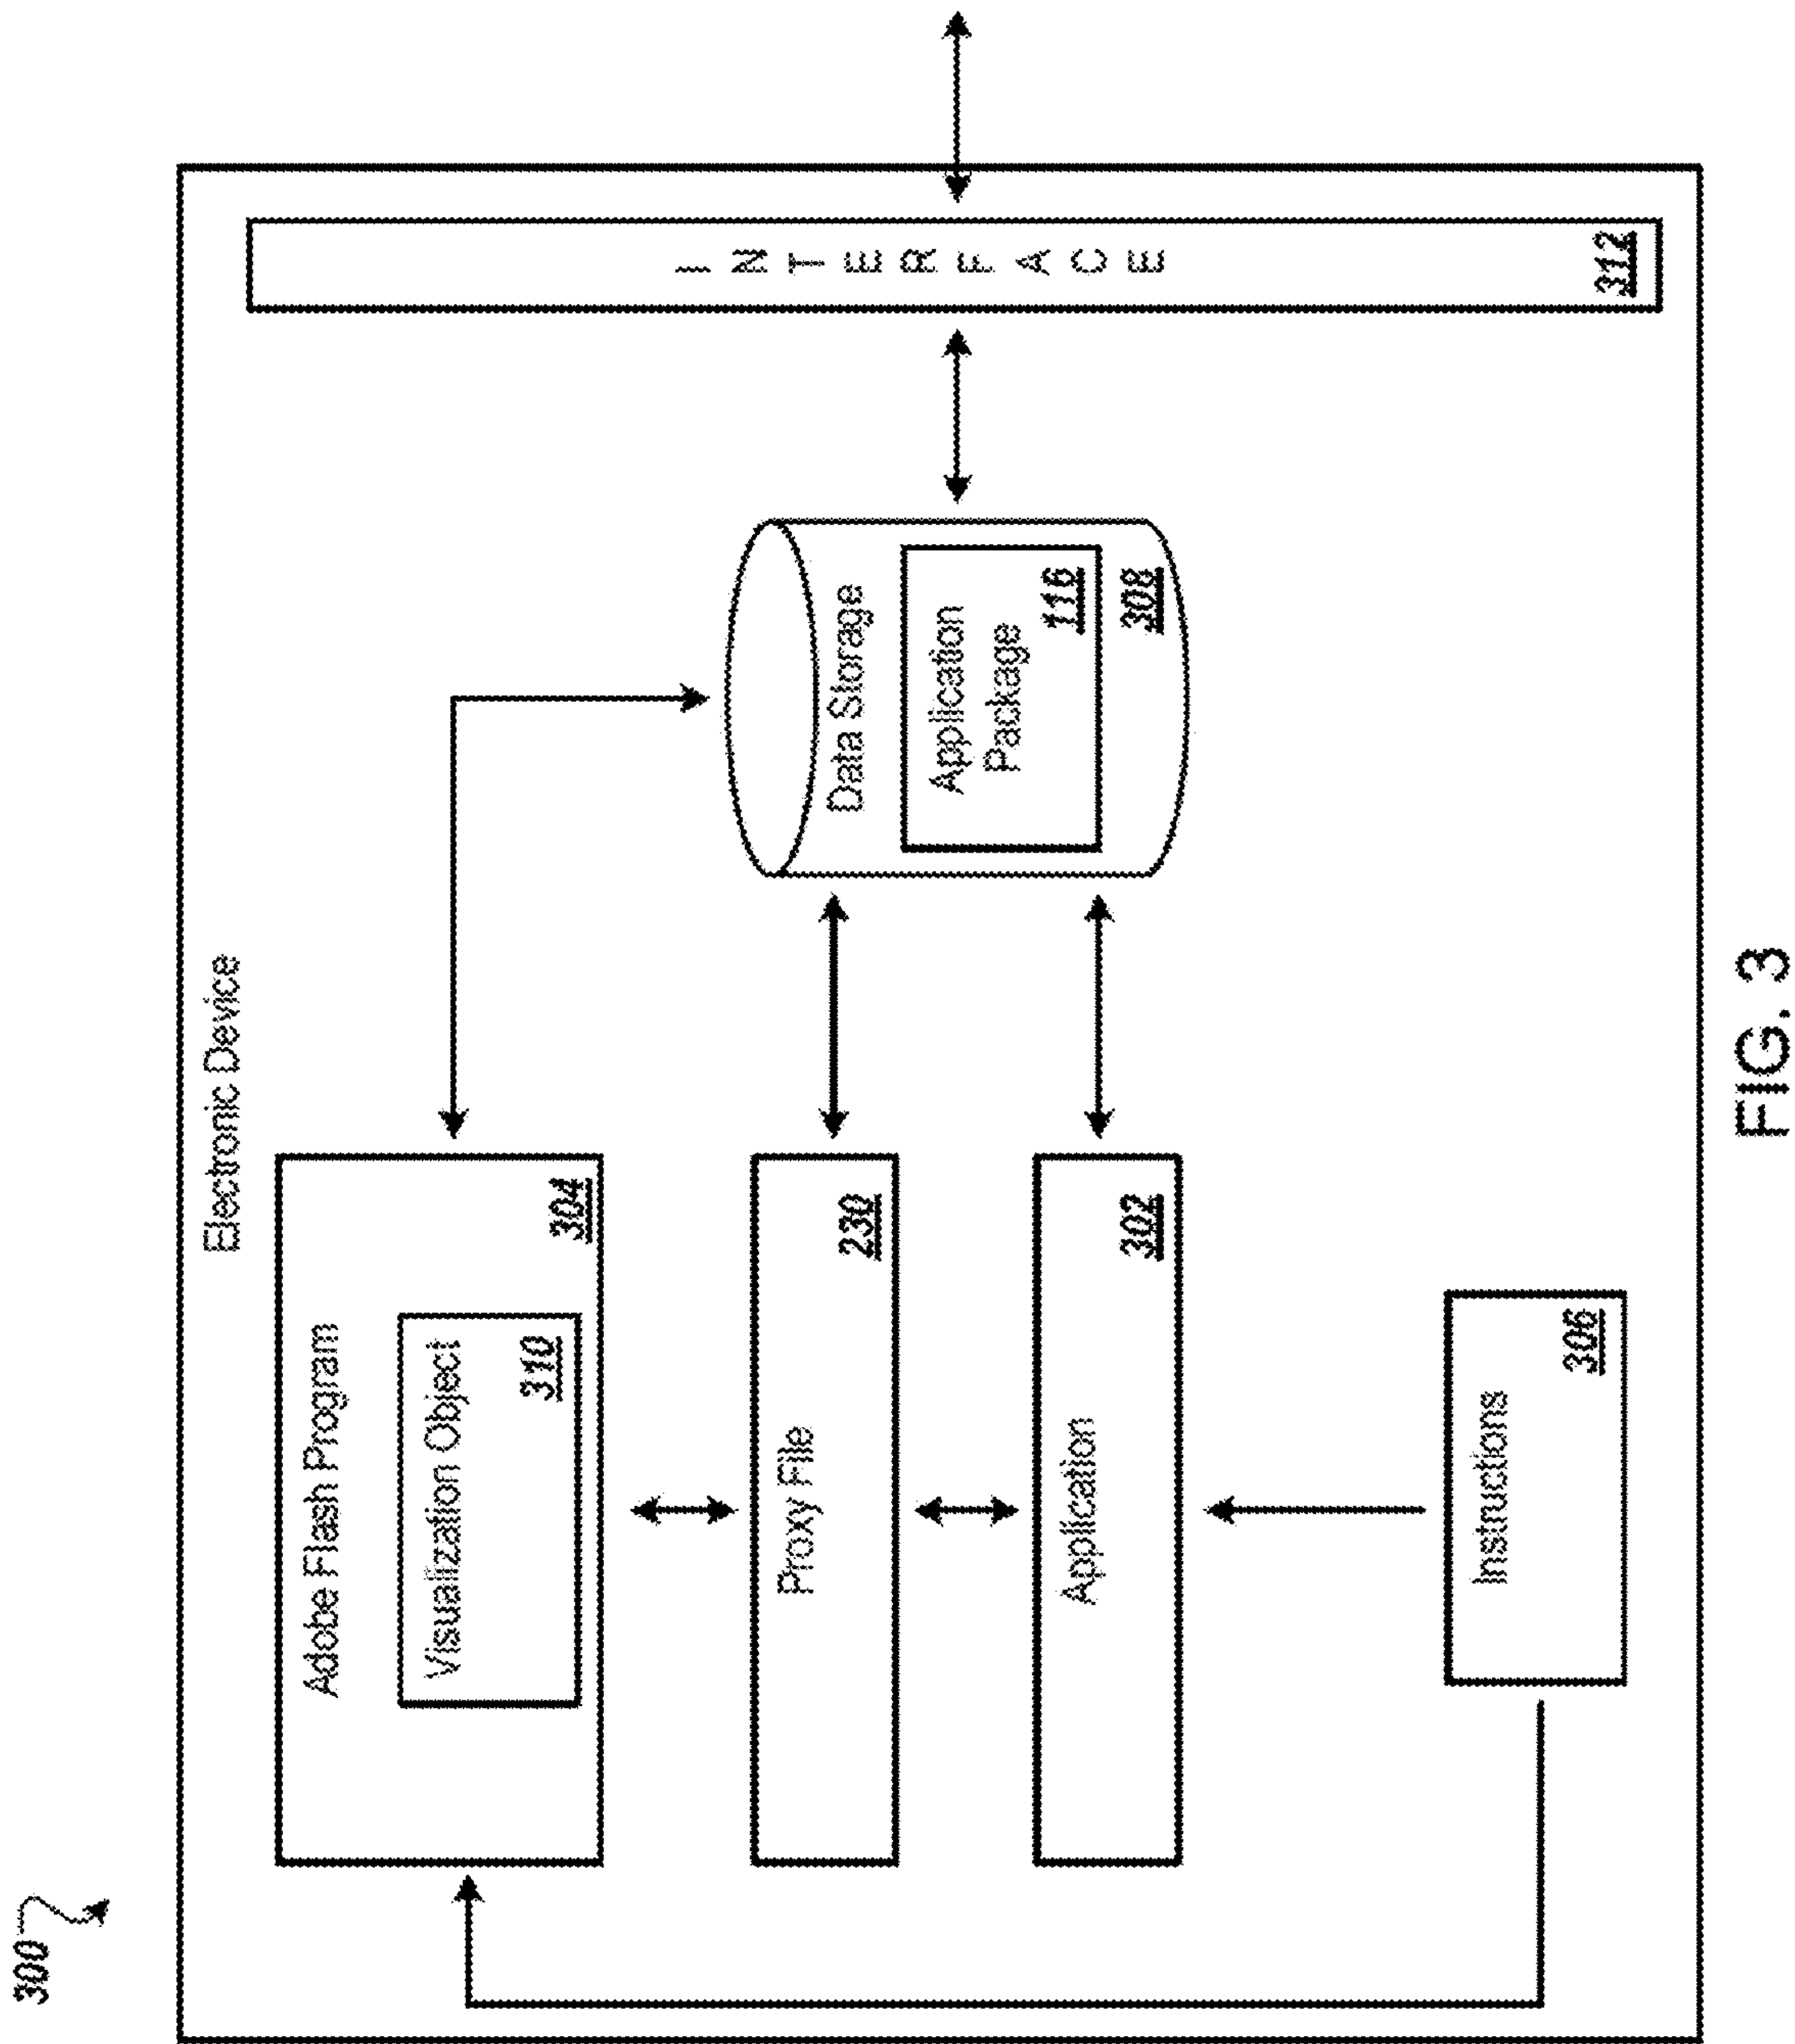 300
Electronic Device
Adobe Flash Program
304
Visualization Object
310
Proxy File
230
Application
302
Instructions
306
Data Storage
Application
Package
116
308
INTERFACE
312
FIG. 3